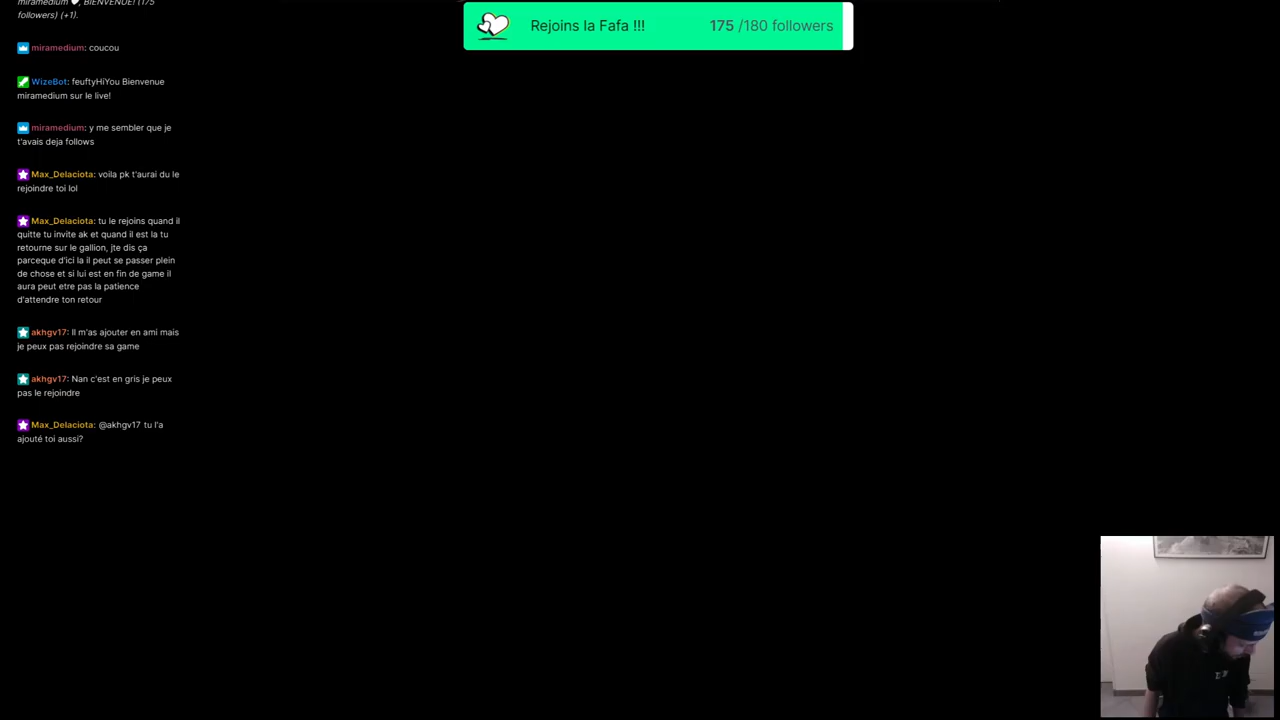 miramedium 🖤, BIENVENUE! (175
followers) (+1).
Rejoins la Fafa !!!
175 /180 followers
miramedium: coucou
WizeBot: feuftyHiYou Bienvenue
miramedium sur le live!
miramedium: y me sembler que je
t'avais deja follows
Max_Delaciota: voila pk t'aurai du le
rejoindre toi lol
Max_Delaciota: tu le rejoins quand il
quitte tu invite ak et quand il est la tu
retourne sur le gallion, jte dis ça
parceque d'ici la il peut se passer plein
de chose et si lui est en fin de game il
aura peut etre pas la patience
d'attendre ton retour
akhgv17: Il m'as ajouter en ami mais
je peux pas rejoindre sa game
akhgv17: Nan c'est en gris je peux
pas le rejoindre
Max_Delaciota: @akhgv17 tu l'a
ajouté toi aussi?